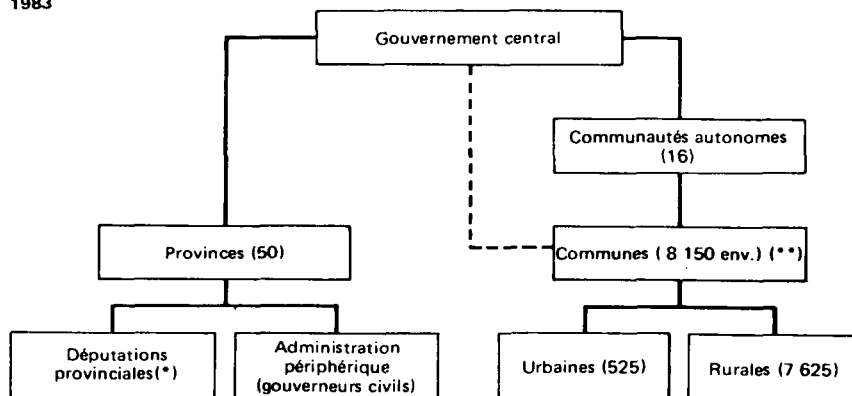 1983
Gouvernement central
Communautés autonomes
(16)
Provinces (50)
Communes ( 8 150 env.) (**)
Députations
provinciales(*)
Administration
périphérique
(gouverneurs civils)
Urbaines (525)
Rurales (7 625)